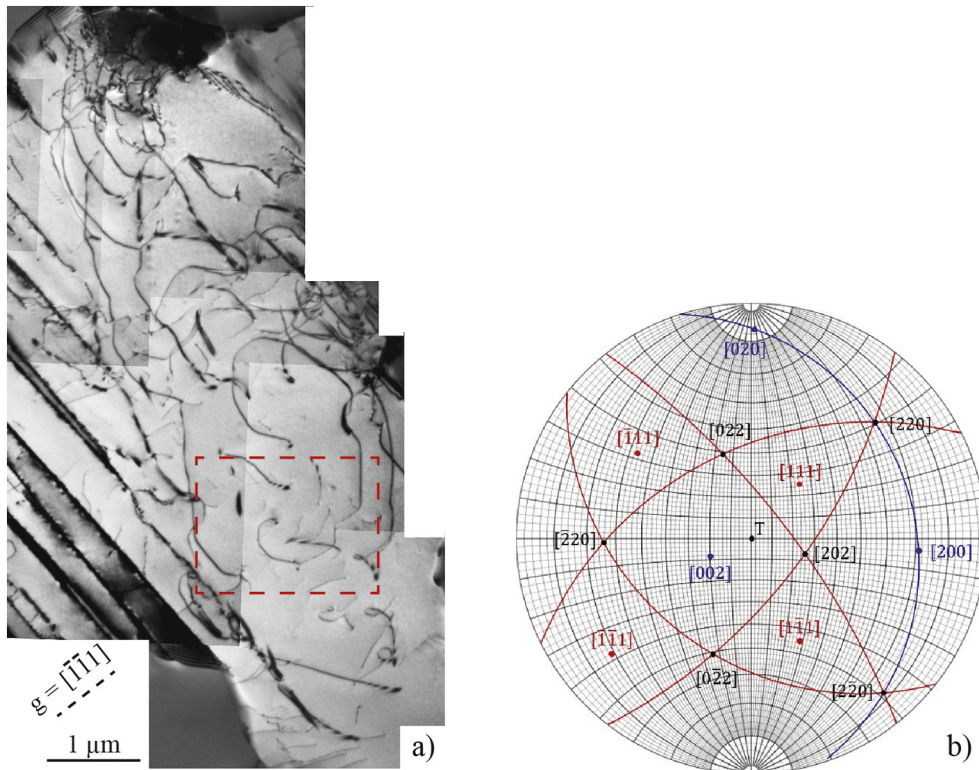 g = [1̄1̄1]
1 µm
a)
[020]
[022]
[220]
[1̄11]
[111]
T
[2̄20]
[202]
[200]
[002]
[11̄1]
[1̄1̄1]
[02̄2]
[22̄0]
b)